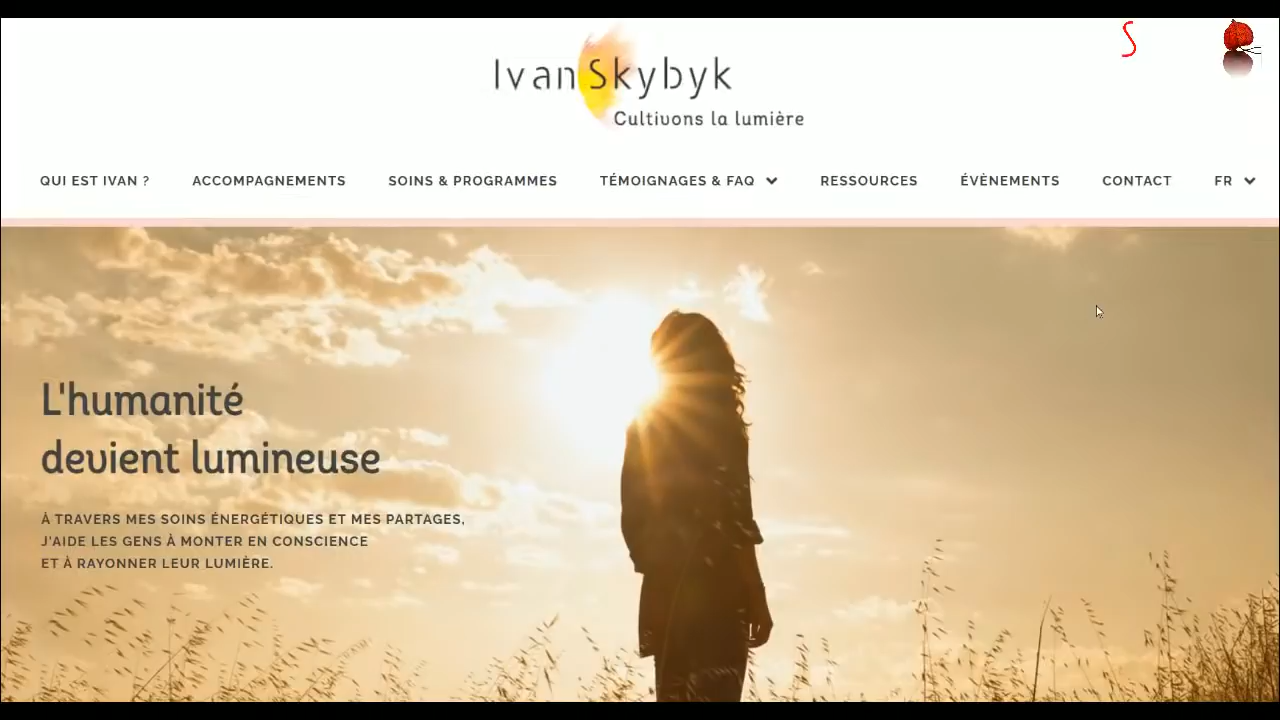 S
Ivan Skybyk
Cultivons la lumière
QUI EST IVAN ? ACCOMPAGNEMENTS SOINS & PROGRAMMES TÉMOIGNAGES & FAQ RESSOURCES ÉVÈNEMENTS CONTACT FR
L'humanité
devient lumineuse
À TRAVERS MES SOINS ÉNERGÉTIQUES ET MES PARTAGES,
J'AIDE LES GENS À MONTER EN CONSCIENCE
ET À RAYONNER LEUR LUMIÈRE.